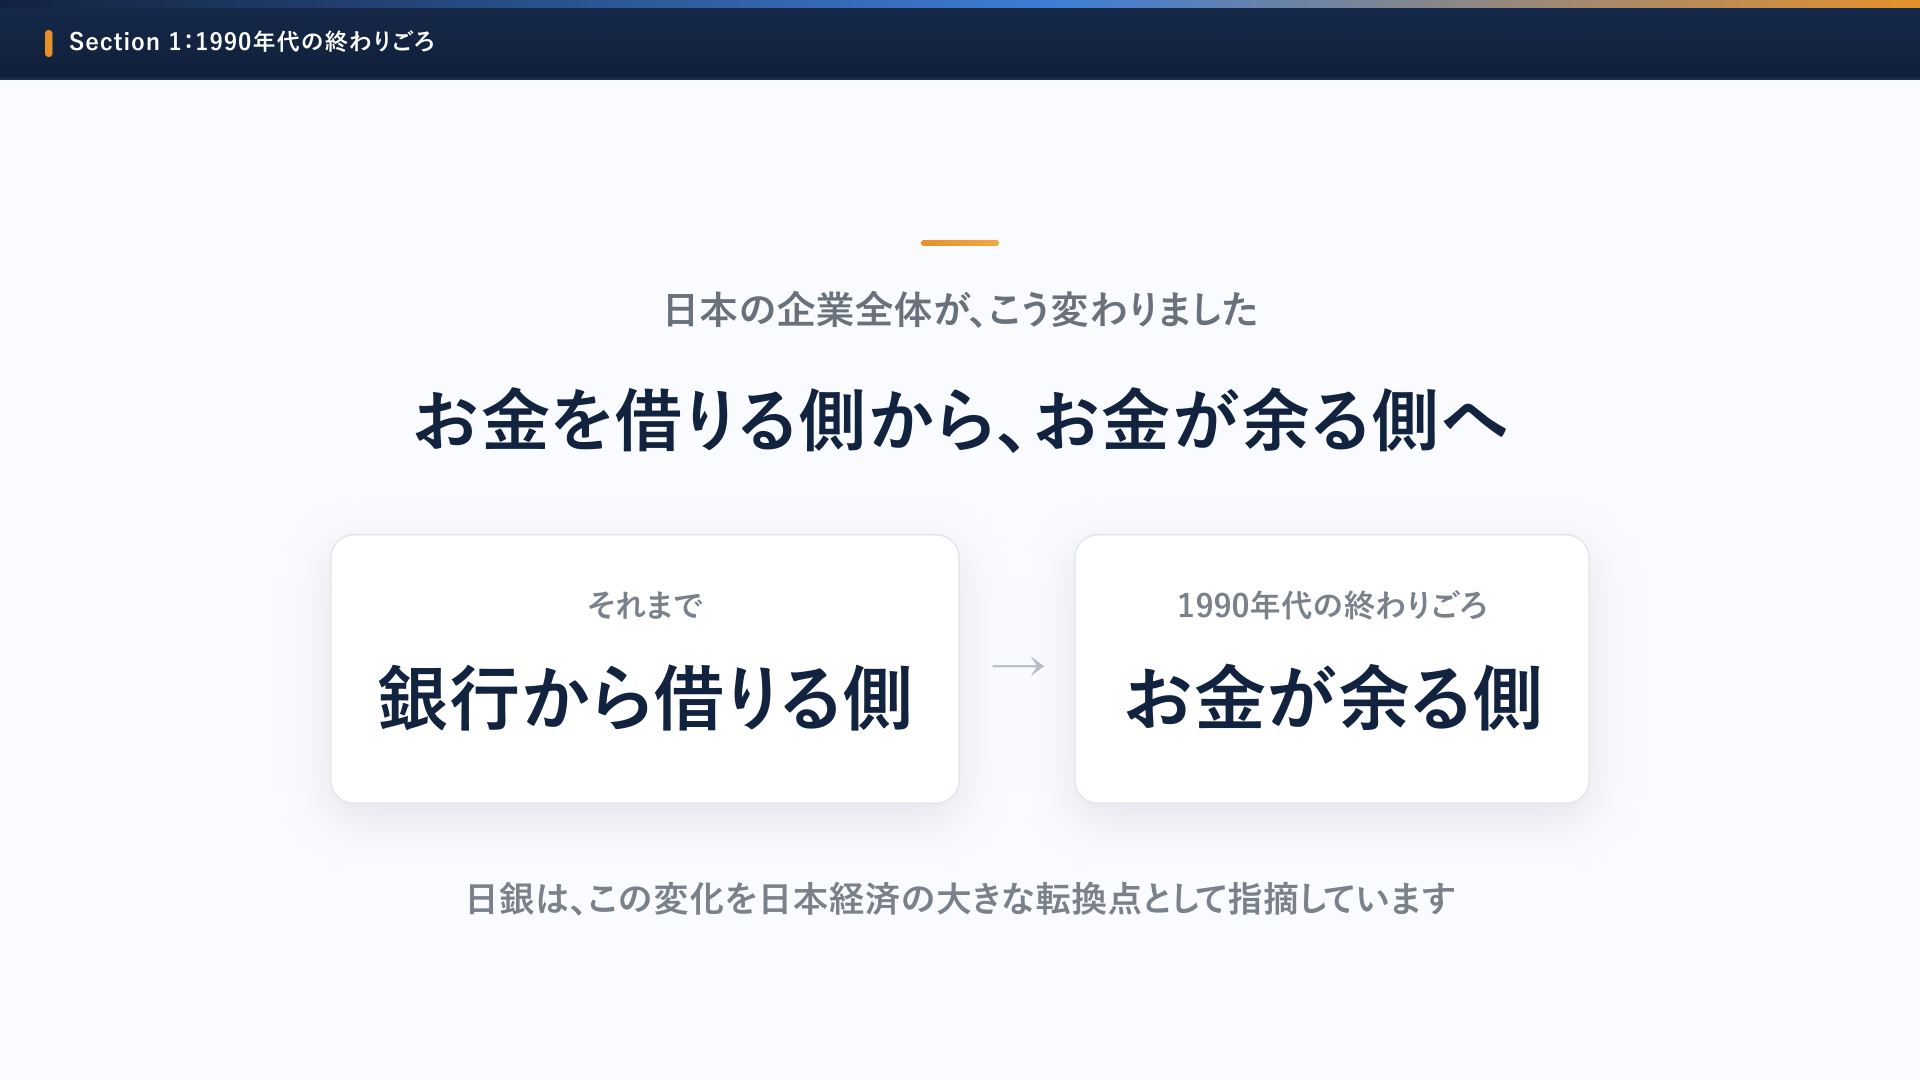 Section 1：1990年代の終わりごろ
日本の企業全体が、こう変わりました
お金を借りる側から、お金が余る側へ
それまで
銀行から借りる側
→
1990年代の終わりごろ
お金が余る側
日銀は、この変化を日本経済の大きな転換点として指摘しています